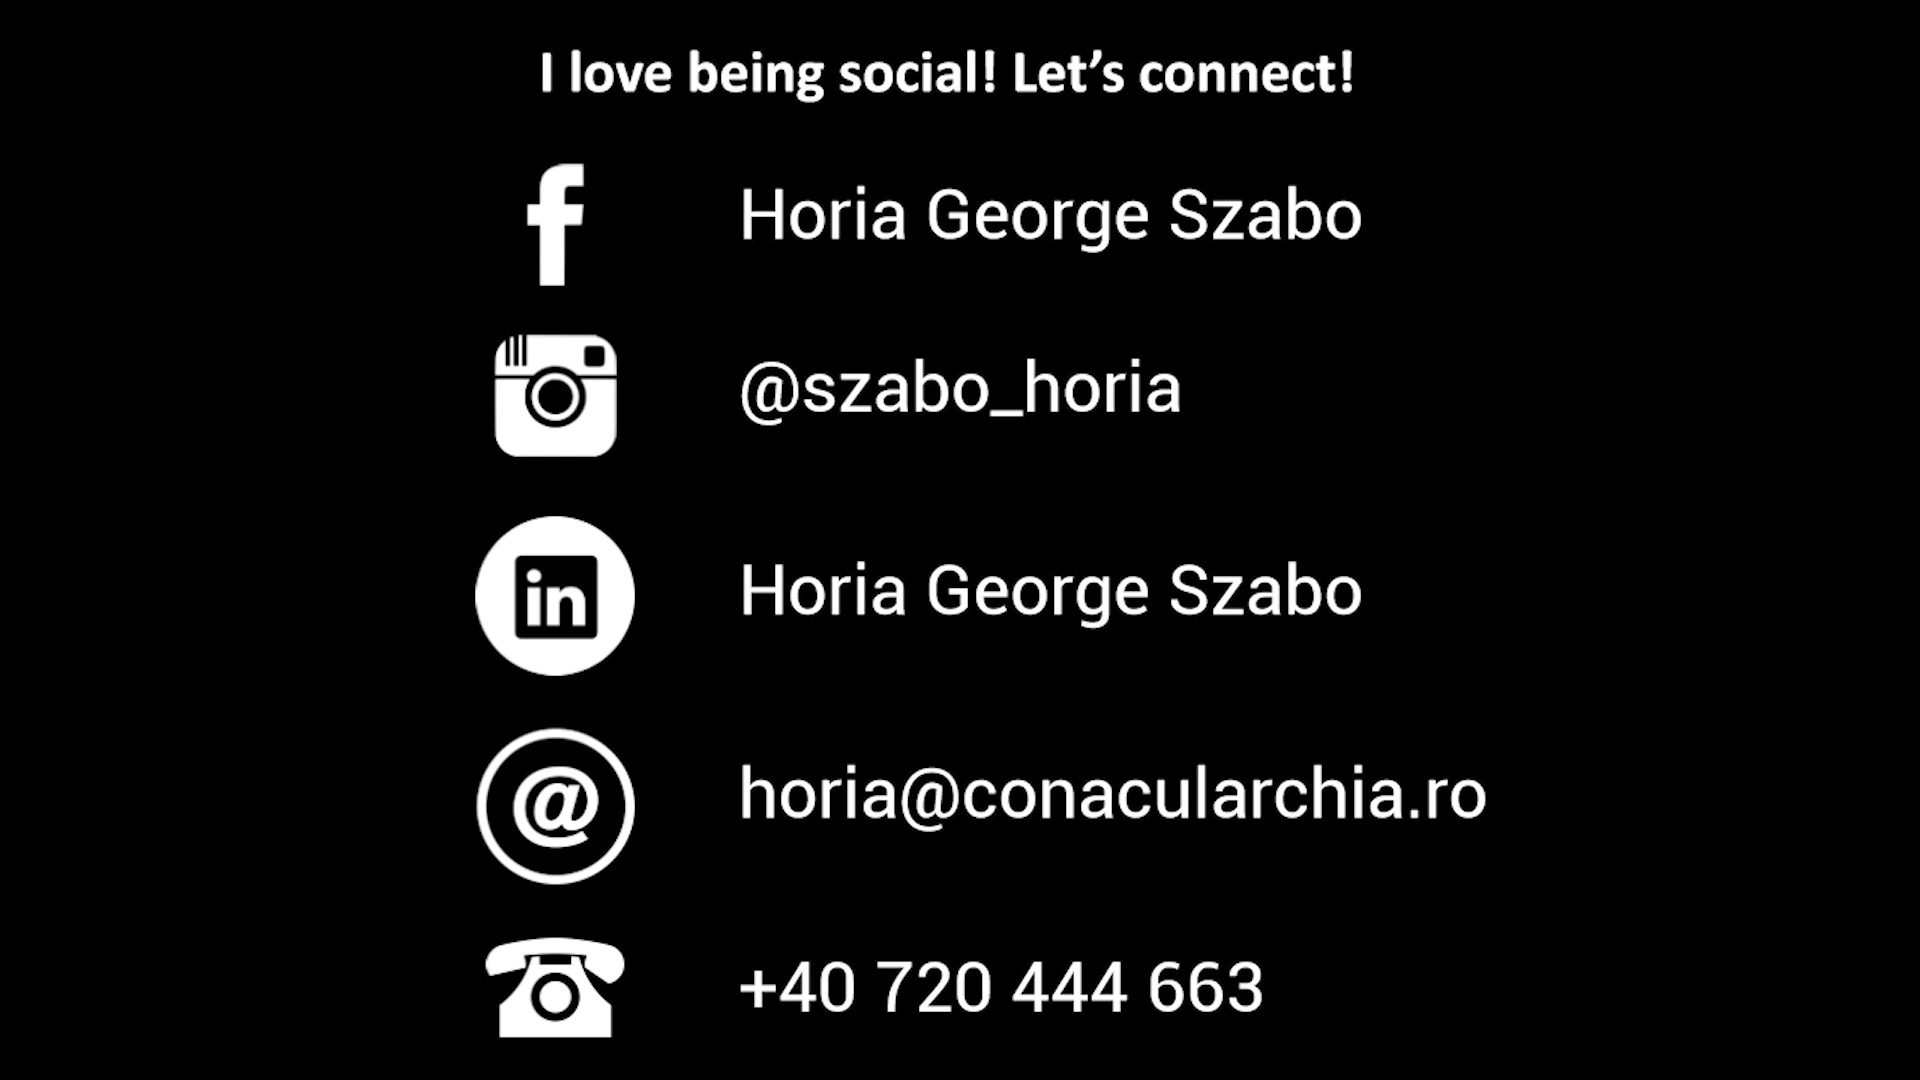 I love being social! Let’s connect!
f
Horia George Szabo
@szabo_horia
in
Horia George Szabo
@
horia@conacularchia.ro
+40 720 444 663